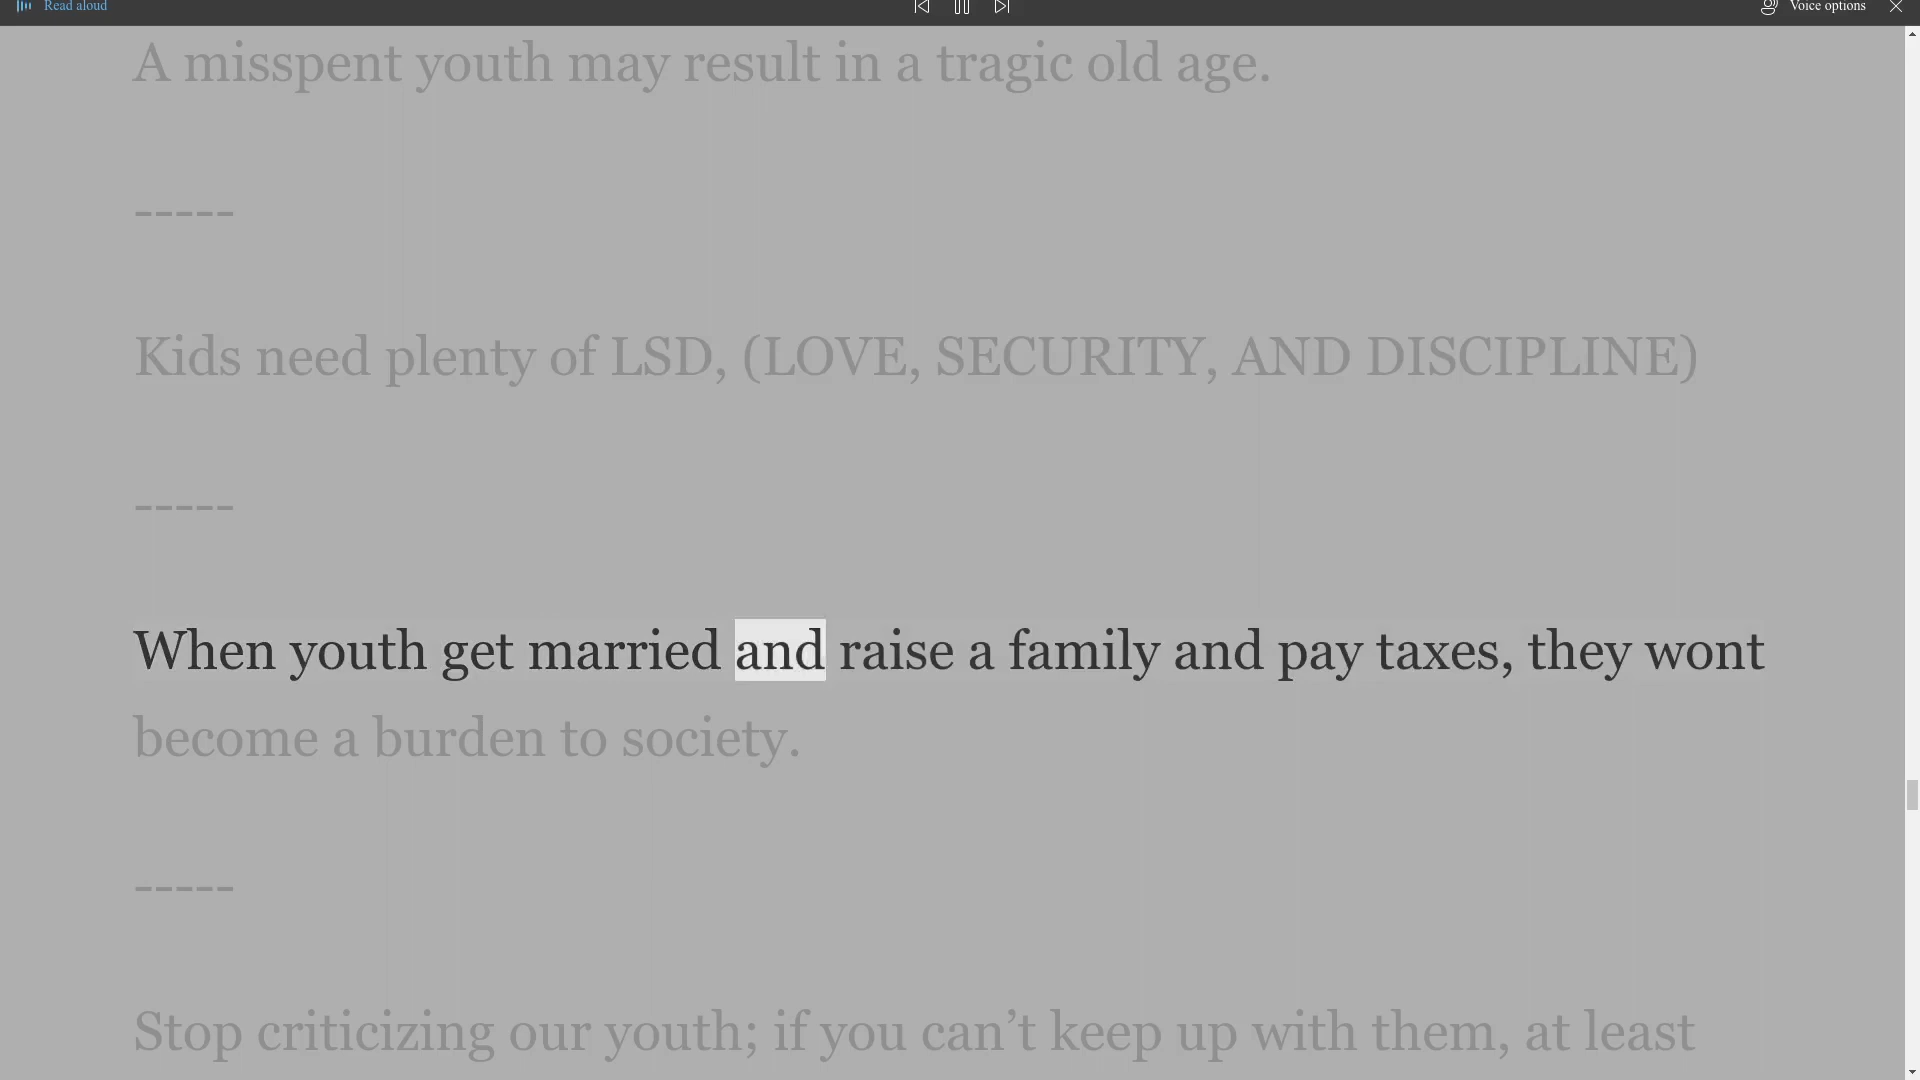 Read aloud
Voice options
A misspent youth may result in a tragic old age.
-----
Kids need plenty of LSD, (LOVE, SECURITY, AND DISCIPLINE)
-----
When youth get married and raise a family and pay taxes, they wont
become a burden to society.
-----
Stop criticizing our youth; if you can’t keep up with them, at least